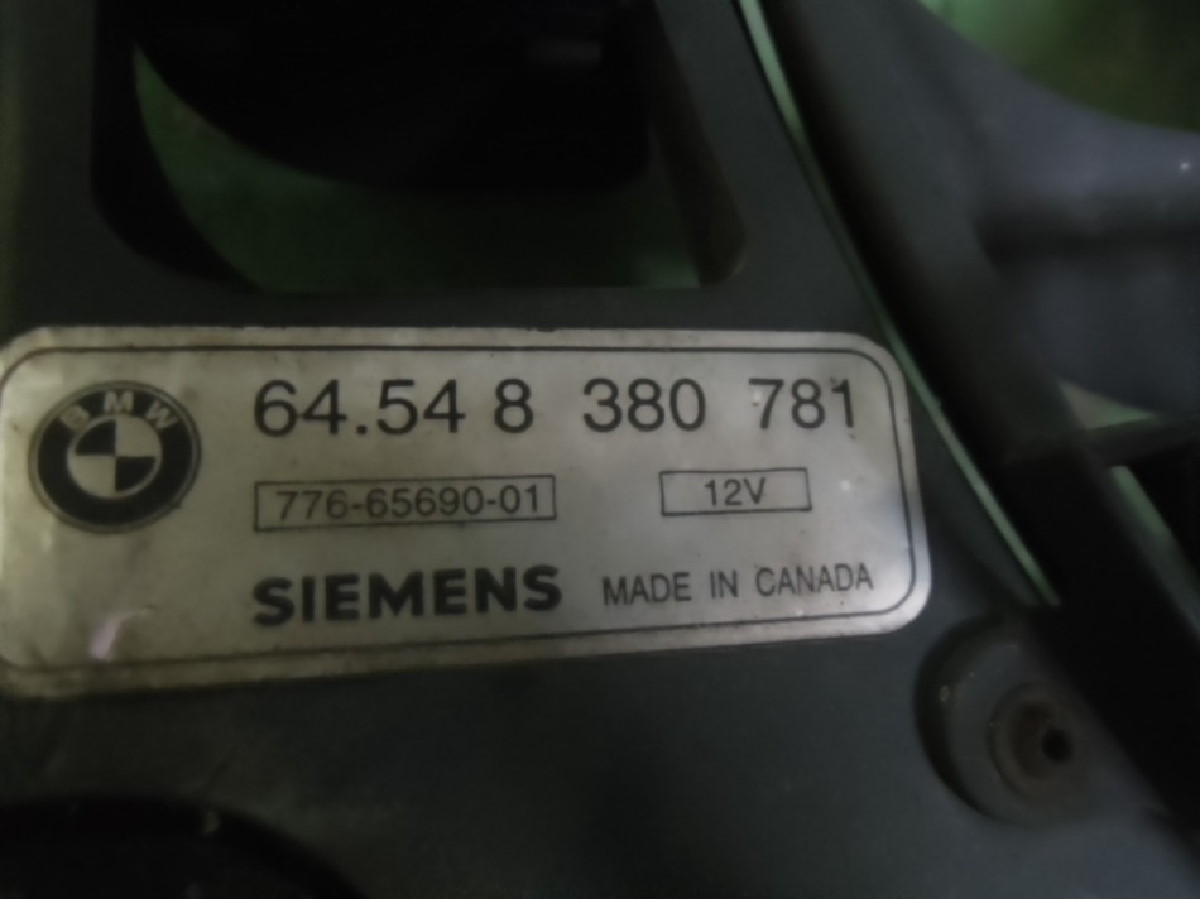 BMW
64.54 8 380 781
776-65690-01 12V
SIEMENS MADE IN CANADA